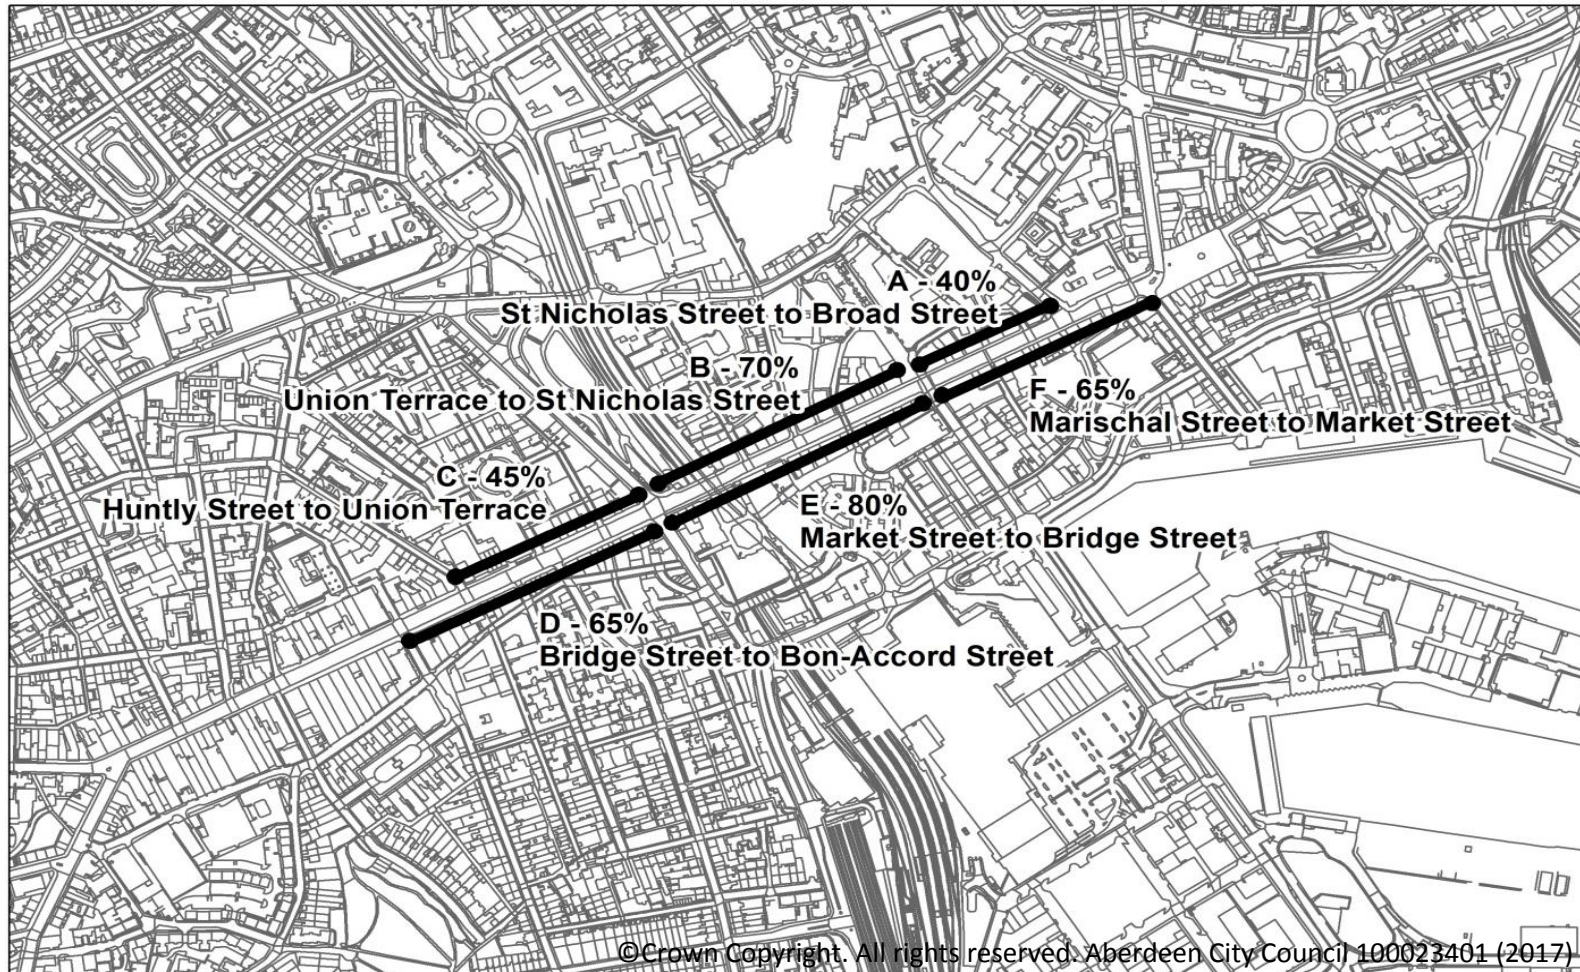 A - 40%
St Nicholas Street to Broad Street
B - 70%
Union Terrace to St Nicholas Street
F - 65%
Marischal Street to Market Street
C - 45%
Huntly Street to Union Terrace
E - 80%
Market Street to Bridge Street
D - 65%
Bridge Street to Bon-Accord Street
©Crown Copyright. All rights reserved. Aberdeen City Council 100023401 (2017)